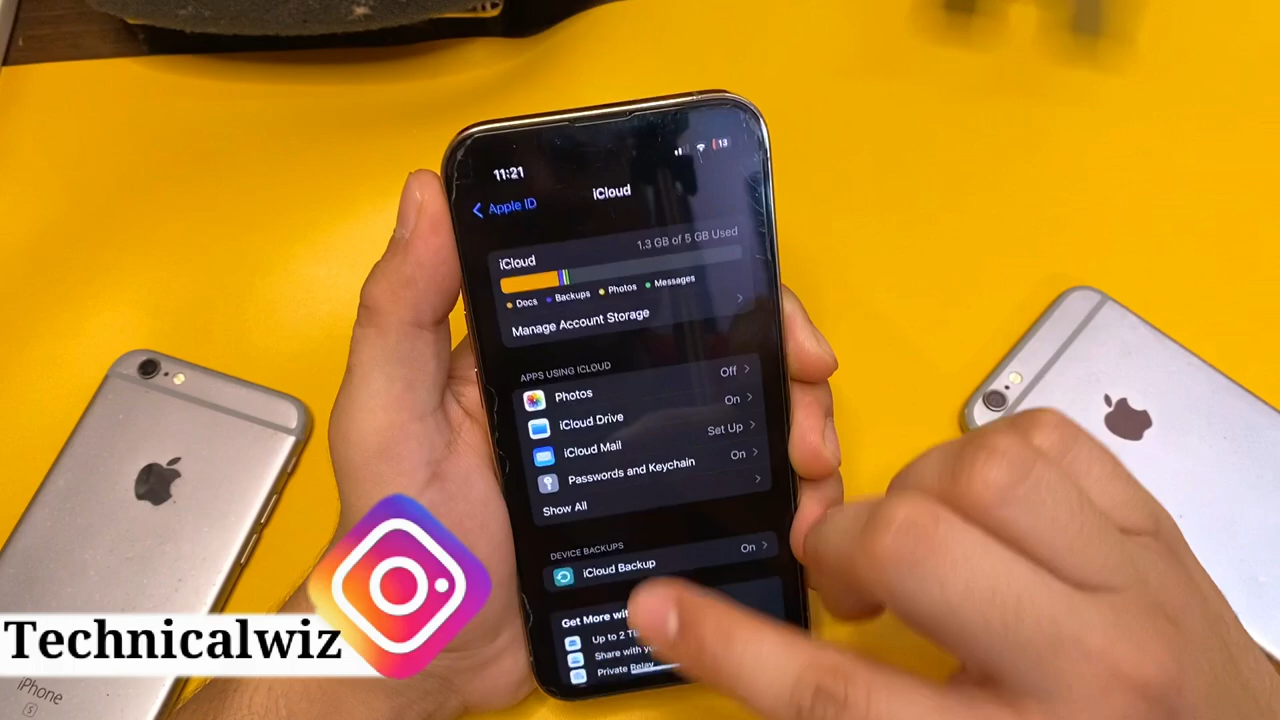 11:21
13
Apple ID
iCloud
iCloud
1.3 GB of 5 GB Used
Docs
Backups
Photos
Messages
Manage Account Storage
APPS USING ICLOUD
Photos
Off
iCloud Drive
On
iCloud Mail
Set Up
Passwords and Keychain
On
Show All
DEVICE BACKUPS
iCloud Backup
On
Get More
Up to 2
Share with
Private Relay
Technicalwiz
iPhone
S